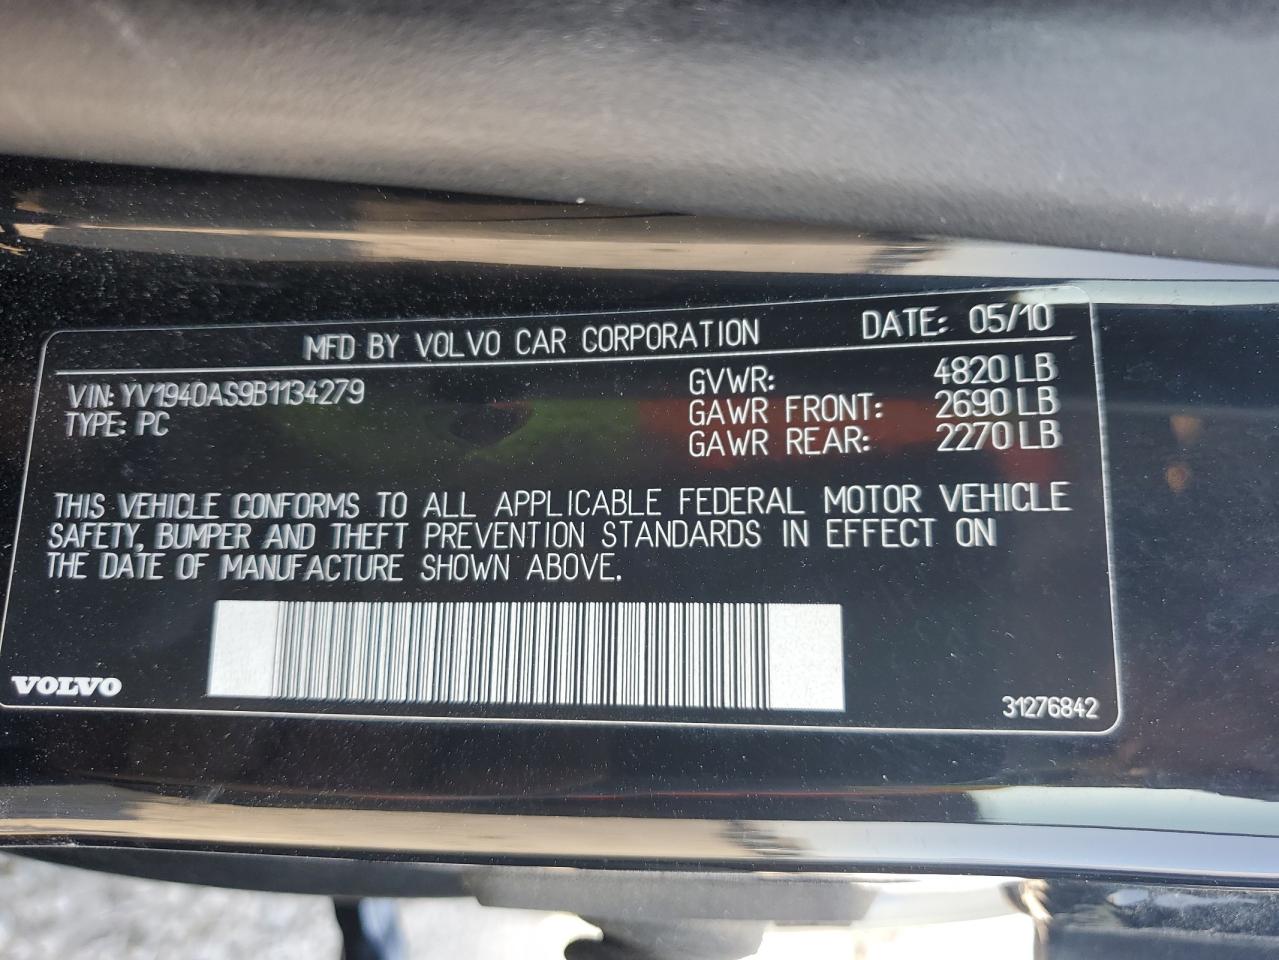 MFD BY VOLVO CAR CORPORATION DATE: 05/10
VIN: YV1940AS9B1134279 GVWR: 4820 LB
TYPE: PC GAWR FRONT: 2690 LB
GAWR REAR: 2270 LB
THIS VEHICLE CONFORMS TO ALL APPLICABLE FEDERAL MOTOR VEHICLE
SAFETY, BUMPER AND THEFT PREVENTION STANDARDS IN EFFECT ON
THE DATE OF MANUFACTURE SHOWN ABOVE.
VOLVO
31276842